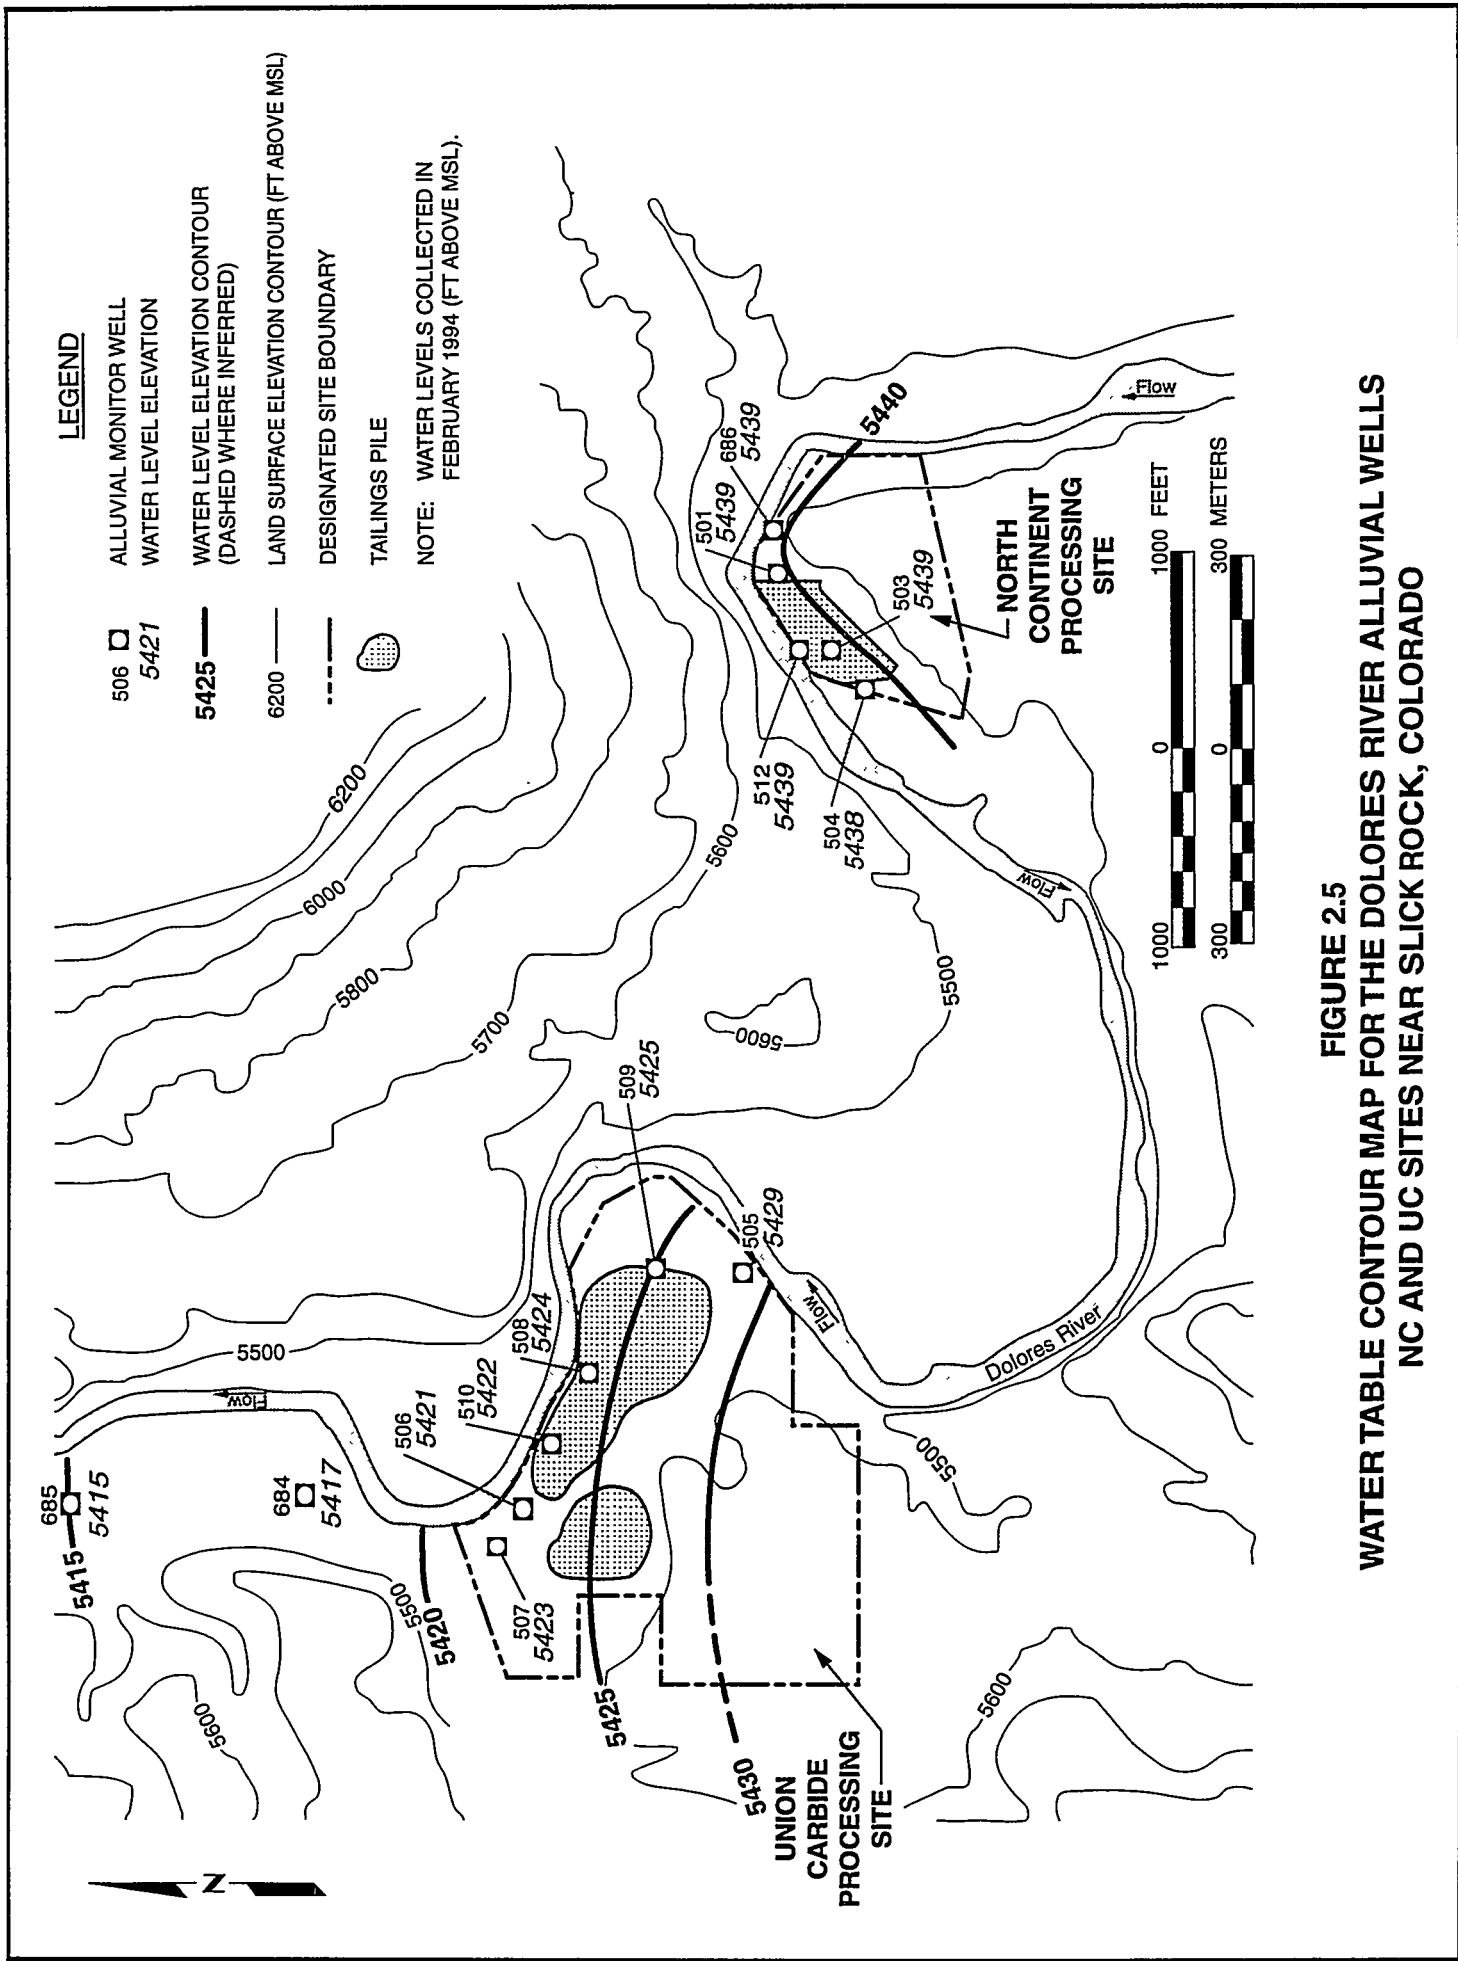 LEGEND
506
5421
ALLUVIAL MONITOR WELL
WATER LEVEL ELEVATION
5425
WATER LEVEL ELEVATION CONTOUR
(DASHED WHERE INFERRED)
6200
LAND SURFACE ELEVATION CONTOUR (FT ABOVE MSL)
DESIGNATED SITE BOUNDARY
TAILINGS PILE
NOTE: WATER LEVELS COLLECTED IN
FEBRUARY 1994 (FT ABOVE MSL).
N
685
5415
5415
684
5417
5500
5420
5600
Flow
5500
506
5421
510
5422
508
5424
507
5423
509
5425
5425
505
5429
5430
UNION
CARBIDE
PROCESSING
SITE
5600
5500
Flow
Dolores River
6200
6000
5800
5700
5600
5600
5500
512
5439
504
5438
501
5439
686
5439
503
5439
5440
Flow
Flow
NORTH
CONTINENT
PROCESSING
SITE
1000 0 1000 FEET
300 0 300 METERS
FIGURE 2.5
WATER TABLE CONTOUR MAP FOR THE DOLORES RIVER ALLUVIAL WELLS
NC AND UC SITES NEAR SLICK ROCK, COLORADO